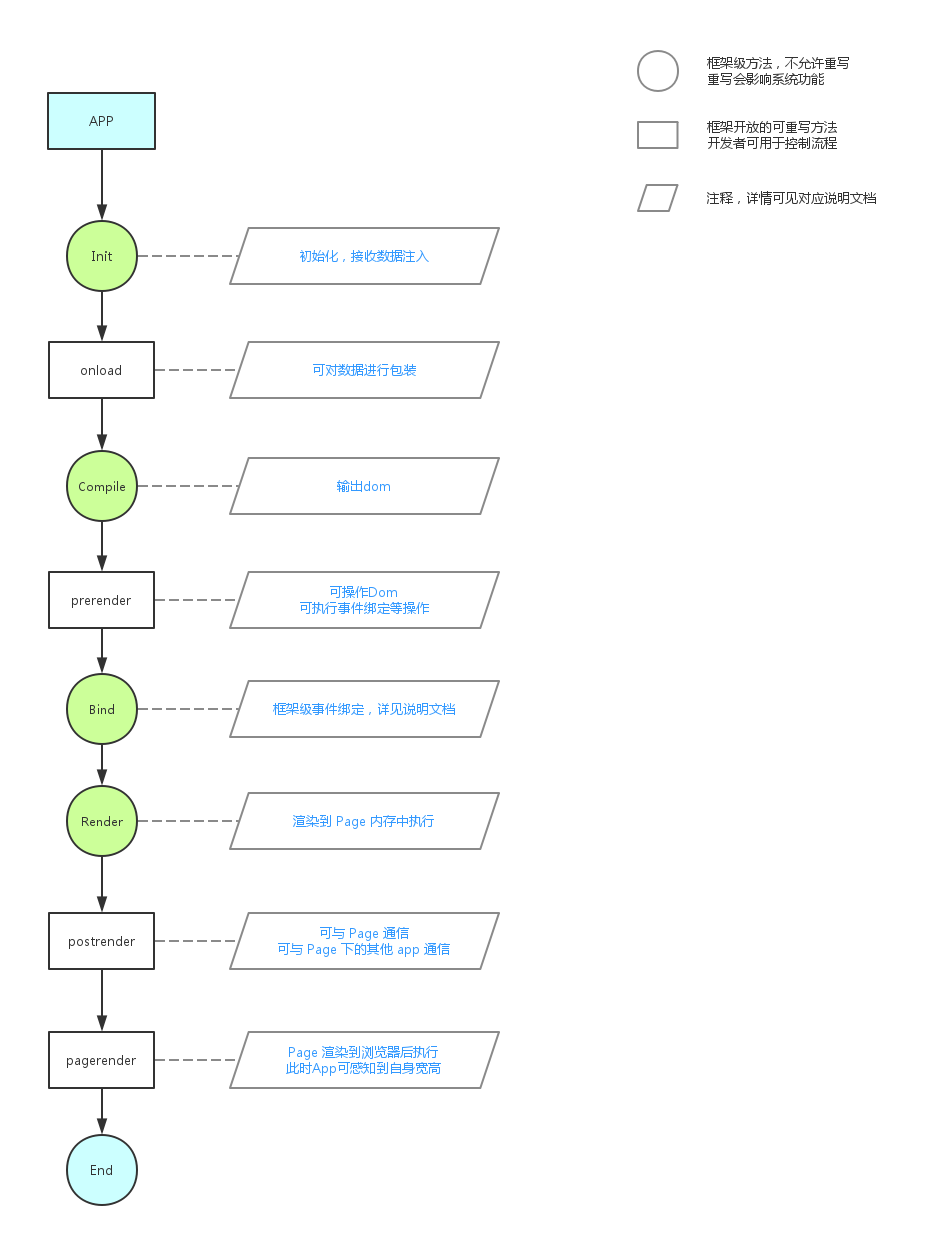 框架级方法，不允许重写
重写会影响系统功能
APP
框架开放的可重写方法
开发者可用于控制流程
注释，详情可见对应说明文档
Init
初始化，接收数据注入
onload
可对数据进行包装
Compile
输出dom
prerender
可操作Dom
可执行事件绑定等操作
Bind
框架级事件绑定，详见说明文档
Render
渲染到 Page 内存中执行
postrender
可与 Page 通信
可与 Page 下的其他 app 通信
pagerender
Page 渲染到浏览器后执行
此时App可感知到自身宽高
End